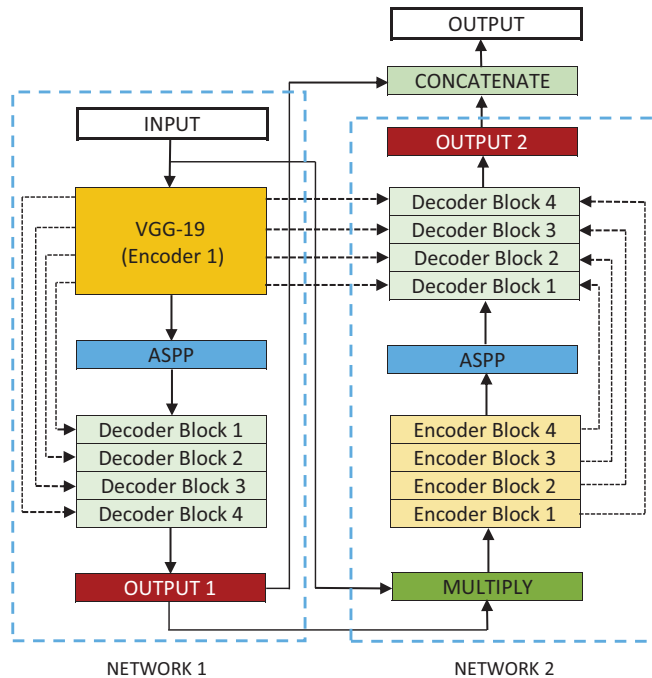 OUTPUT
CONCATENATE
INPUT
OUTPUT 2
VGG-19
(Encoder 1)
Decoder Block 4
Decoder Block 3
Decoder Block 2
Decoder Block 1
ASPP
ASPP
Decoder Block 1
Decoder Block 2
Decoder Block 3
Decoder Block 4
Encoder Block 4
Encoder Block 3
Encoder Block 2
Encoder Block 1
OUTPUT 1
MULTIPLY
NETWORK 1
NETWORK 2